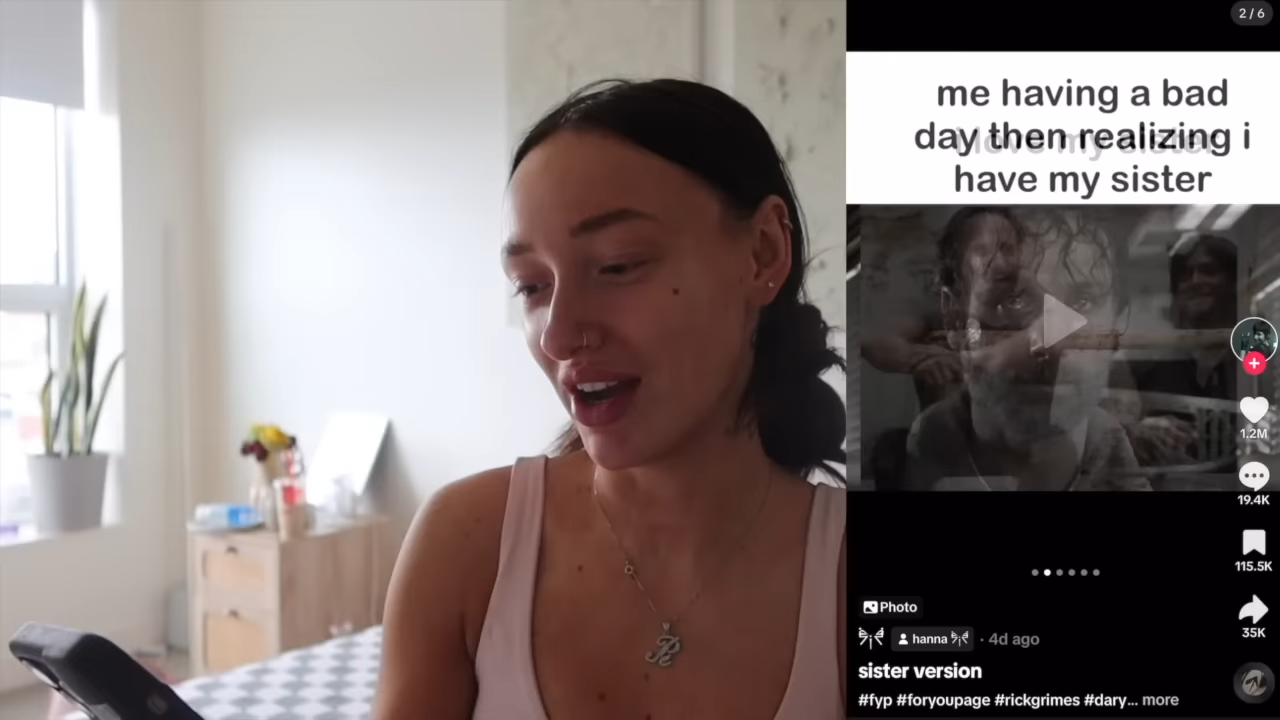 2 / 6
me having a bad
day then realizing i
have my sister
1.2M
19.4K
115.5K
35K
Photo
hanna
· 4d ago
sister version
#fyp #foryoupage #rickgrimes #dary... more